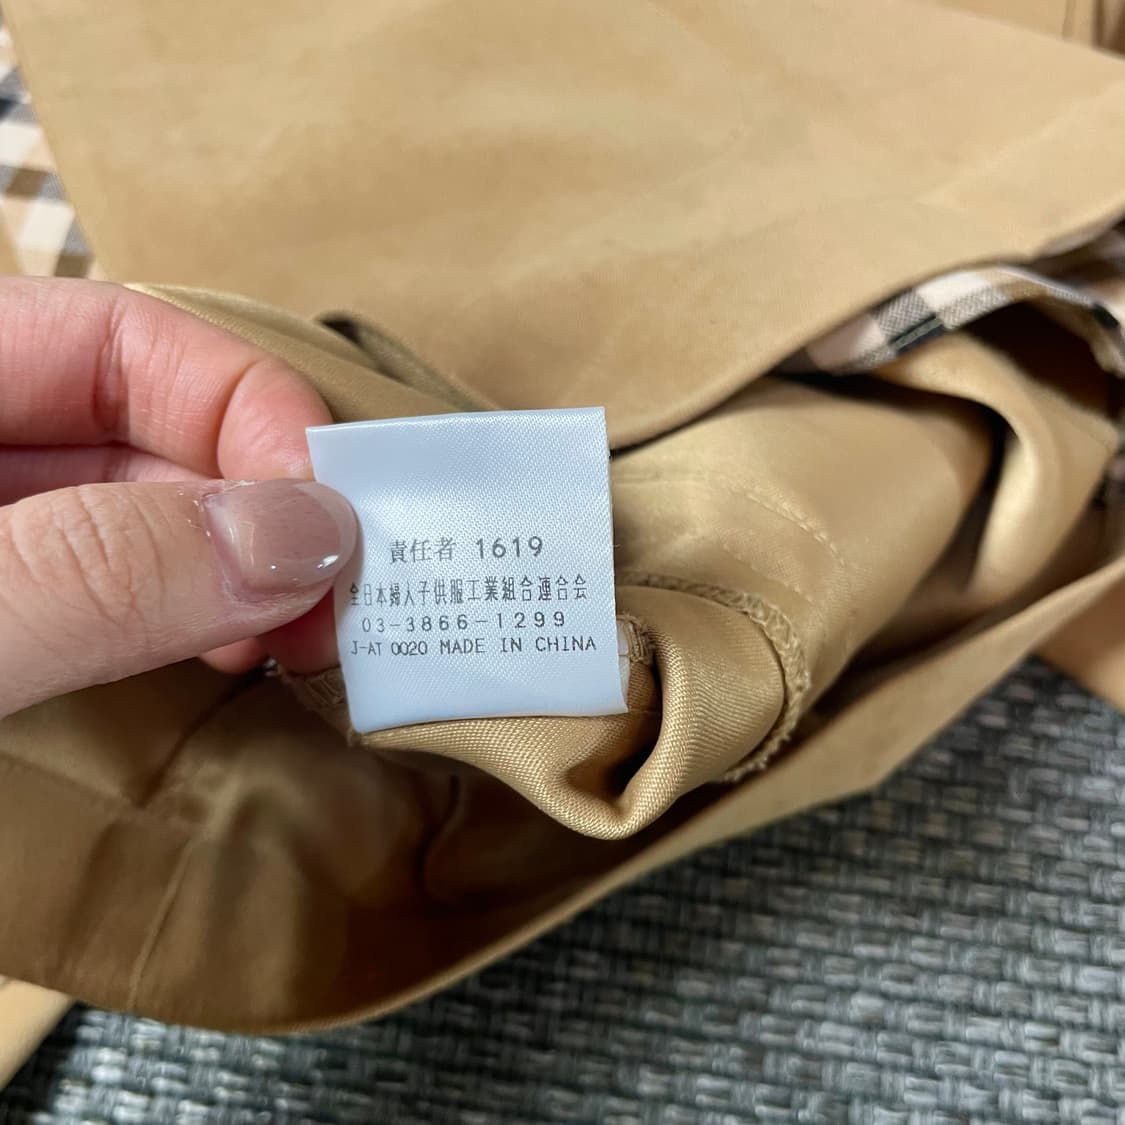 責任者 1619
全日本婦人子供服工業組合連合会
03-3866-1299
J-AT 0020 MADE IN CHINA